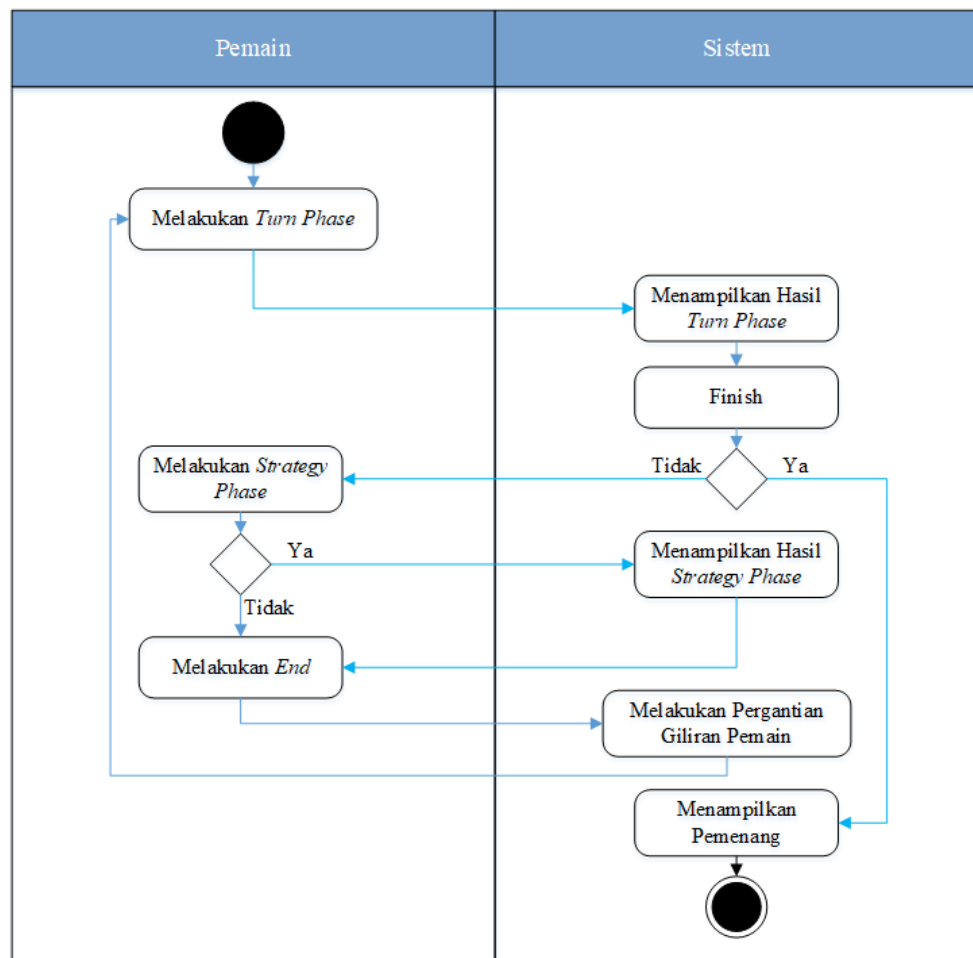 Pemain
Sistem
Melakukan Turn Phase
Menampilkan Hasil
Turn Phase
Finish
Tidak
Ya
Melakukan Strategy
Phase
Ya
Menampilkan Hasil
Strategy Phase
Tidak
Melakukan End
Melakukan Pergantian
Giliran Pemain
Menampilkan
Pemenang